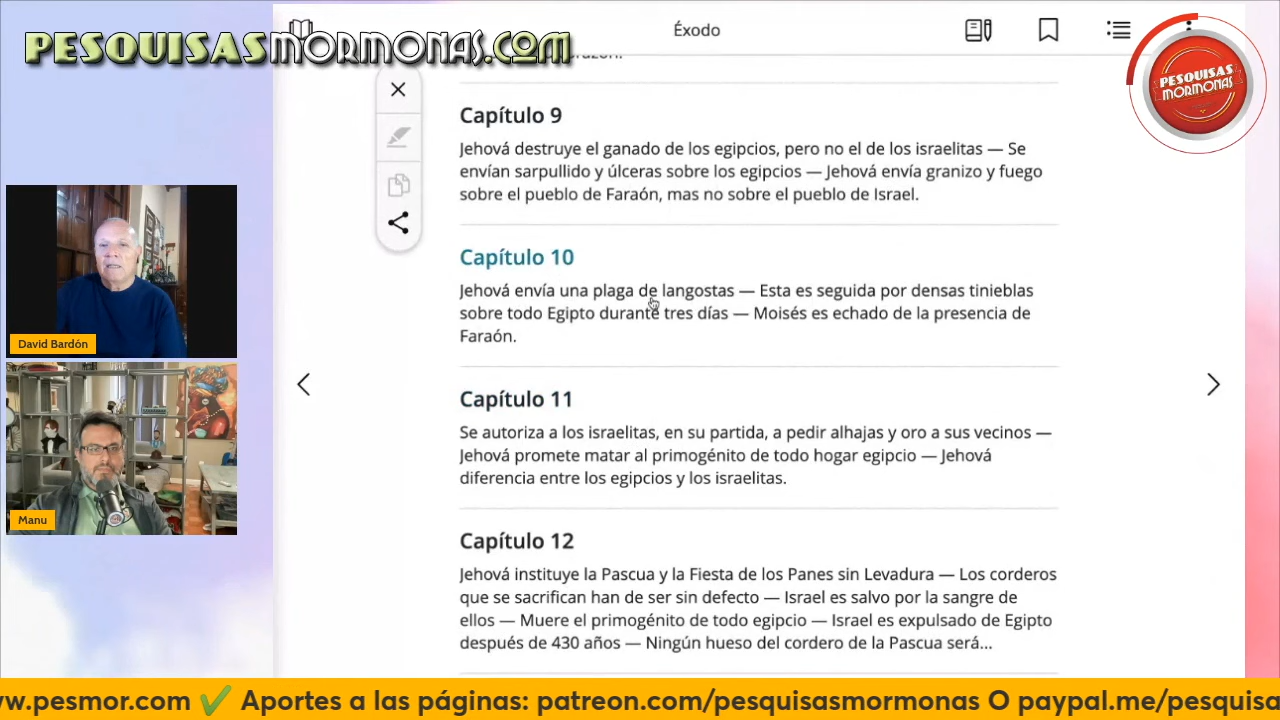 PESQUISASMORMONAS.COM
Éxodo
PESQUISAS
MORMONAS
Capítulo 9
Jehová destruye el ganado de los egipcios, pero no el de los israelitas — Se
envían sarpullido y úlceras sobre los egipcios — Jehová envía granizo y fuego
sobre el pueblo de Faraón, mas no sobre el pueblo de Israel.
Capítulo 10
Jehová envía una plaga de langostas — Esta es seguida por densas tinieblas
sobre todo Egipto durante tres días — Moisés es echado de la presencia de
Faraón.
Capítulo 11
Se autoriza a los israelitas, en su partida, a pedir alhajas y oro a sus vecinos —
Jehová promete matar al primogénito de todo hogar egipcio — Jehová
diferencia entre los egipcios y los israelitas.
Capítulo 12
Jehová instituye la Pascua y la Fiesta de los Panes sin Levadura — Los corderos
que se sacrifican han de ser sin defecto — Israel es salvo por la sangre de
ellos — Muere el primogénito de todo egipcio — Israel es expulsado de Egipto
después de 430 años — Ningún hueso del cordero de la Pascua será...
David Bardón
Manu
w.pesmor.com ✔ Aportes a las páginas: patreon.com/pesquisasmormonas O paypal.me/pesquisa